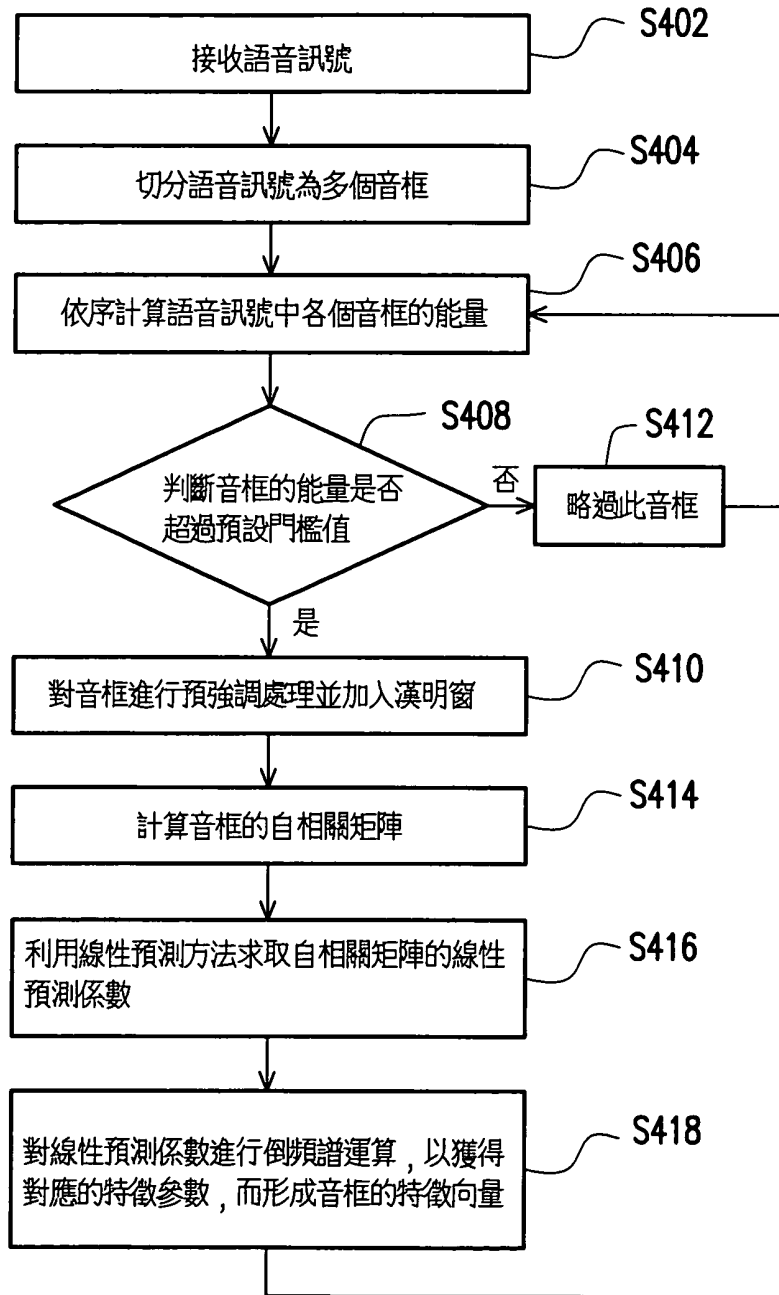 S402
接收語音訊號
S404
切分語音訊號為多個音框
S406
依序計算語音訊號中各個音框的能量
S408
判斷音框的能量是否
超過預設門檻值
否
S412
略過此音框
是
S410
對音框進行預強調處理並加入漢明窗
S414
計算音框的自相關矩陣
S416
利用線性預測方法求取自相關矩陣的線性
預測係數
S418
對線性預測係數進行倒頻譜運算，以獲得
對應的特徵參數，而形成音框的特徵向量